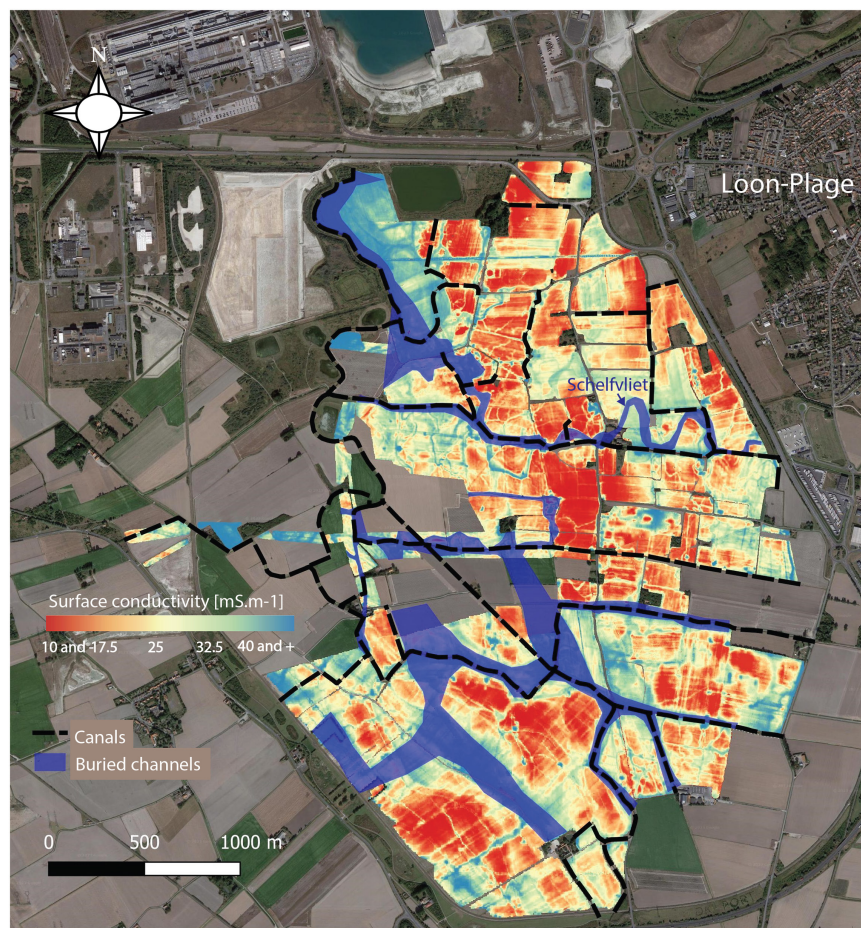 N
Loon-Plage
Schelfvliet
Surface conductivity [mS.m-1]
10 and -17.5 25 32.5 40 and +
Canals
Buried channels
0 500 1000 m